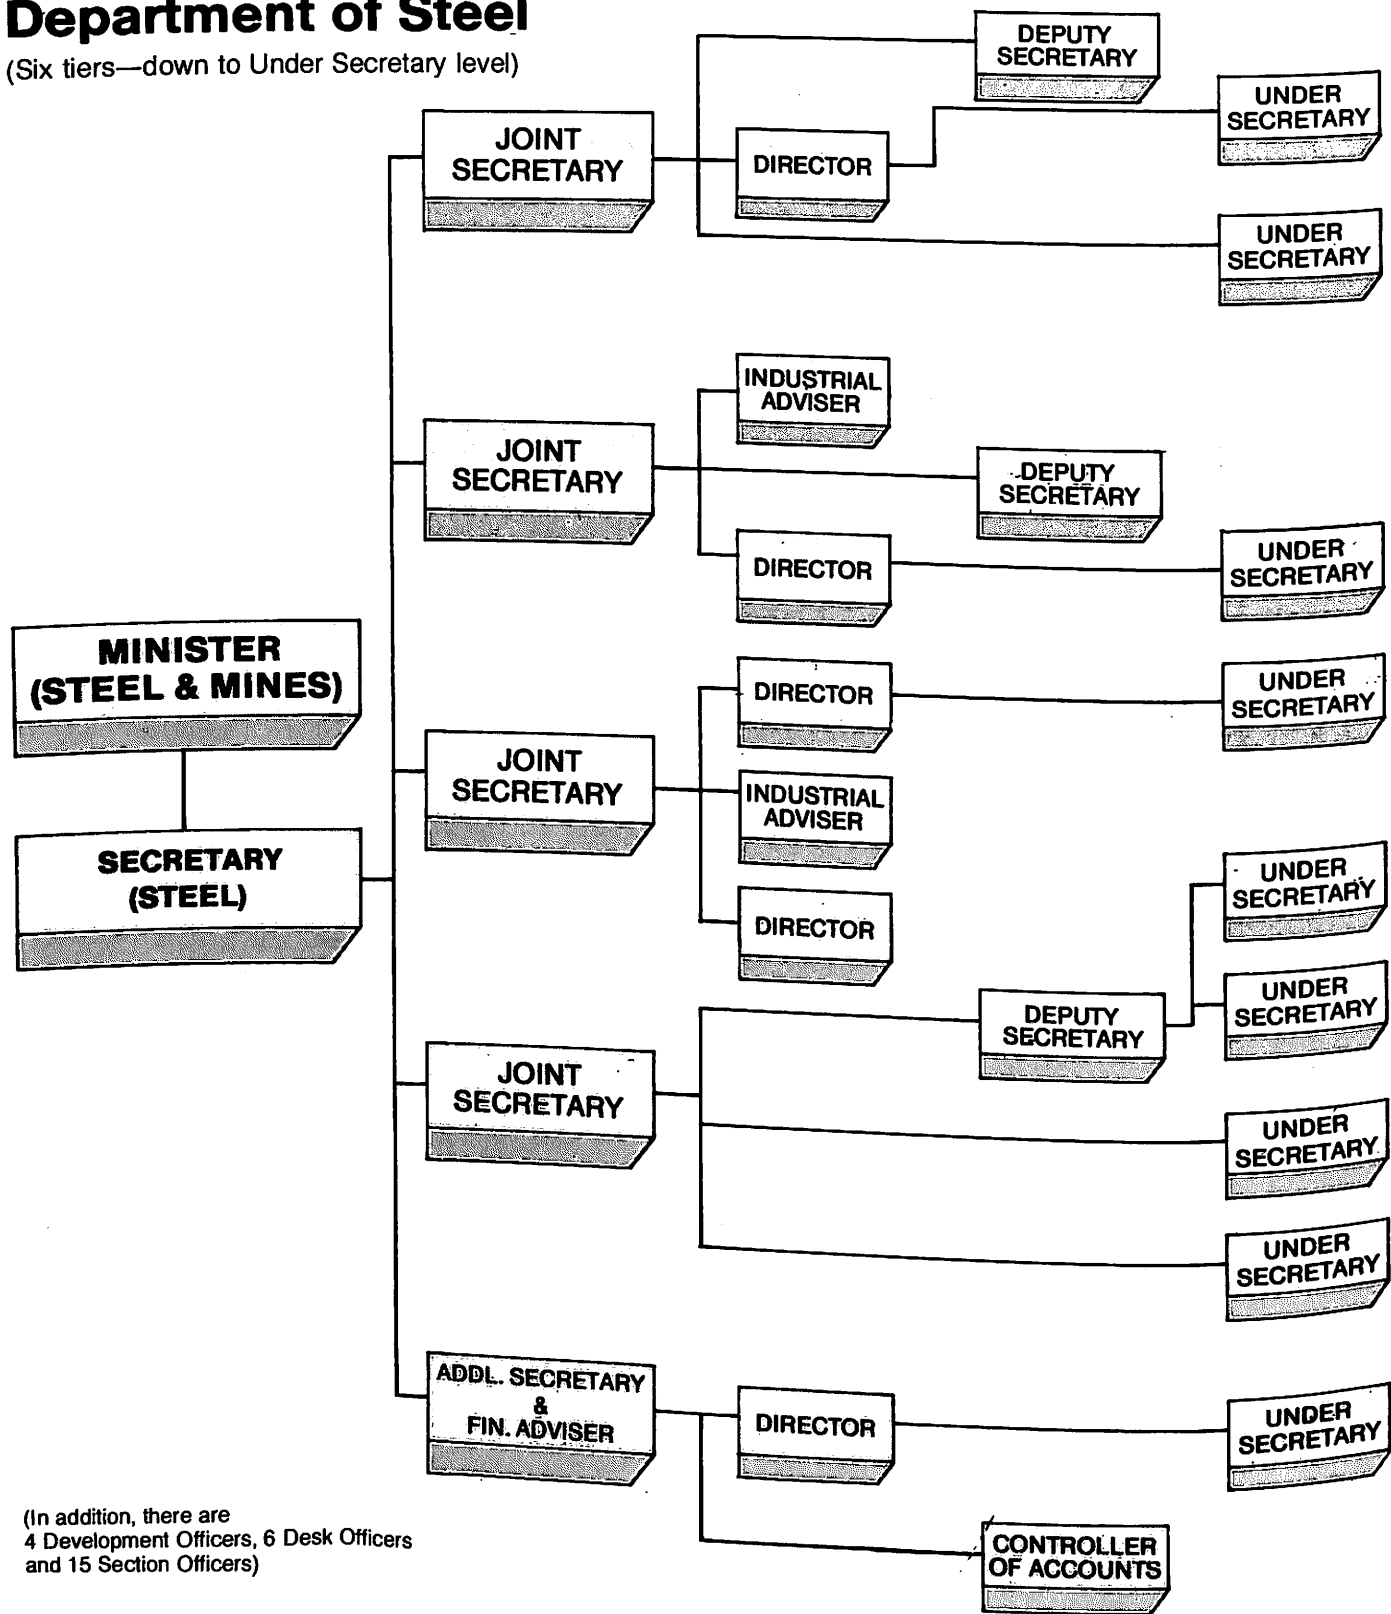 Department of Steel
(Six tiers—down to Under Secretary level)
DEPUTY
SECRETARY
UNDER
SECRETARY
JOINT
SECRETARY
DIRECTOR
UNDER
SECRETARY
INDUSTRIAL
ADVISER
JOINT
SECRETARY
DEPUTY
SECRETARY
DIRECTOR
UNDER
SECRETARY
MINISTER
(STEEL & MINES)
DIRECTOR
UNDER
SECRETARY
JOINT
SECRETARY
INDUSTRIAL
ADVISER
SECRETARY
(STEEL)
DIRECTOR
UNDER
SECRETARY
UNDER
SECRETARY
DEPUTY
SECRETARY
JOINT
SECRETARY
UNDER
SECRETARY
UNDER
SECRETARY
ADDL. SECRETARY
&
FIN. ADVISER
DIRECTOR
UNDER
SECRETARY
CONTROLLER
OF ACCOUNTS
(In addition, there are
4 Development Officers, 6 Desk Officers
and 15 Section Officers)